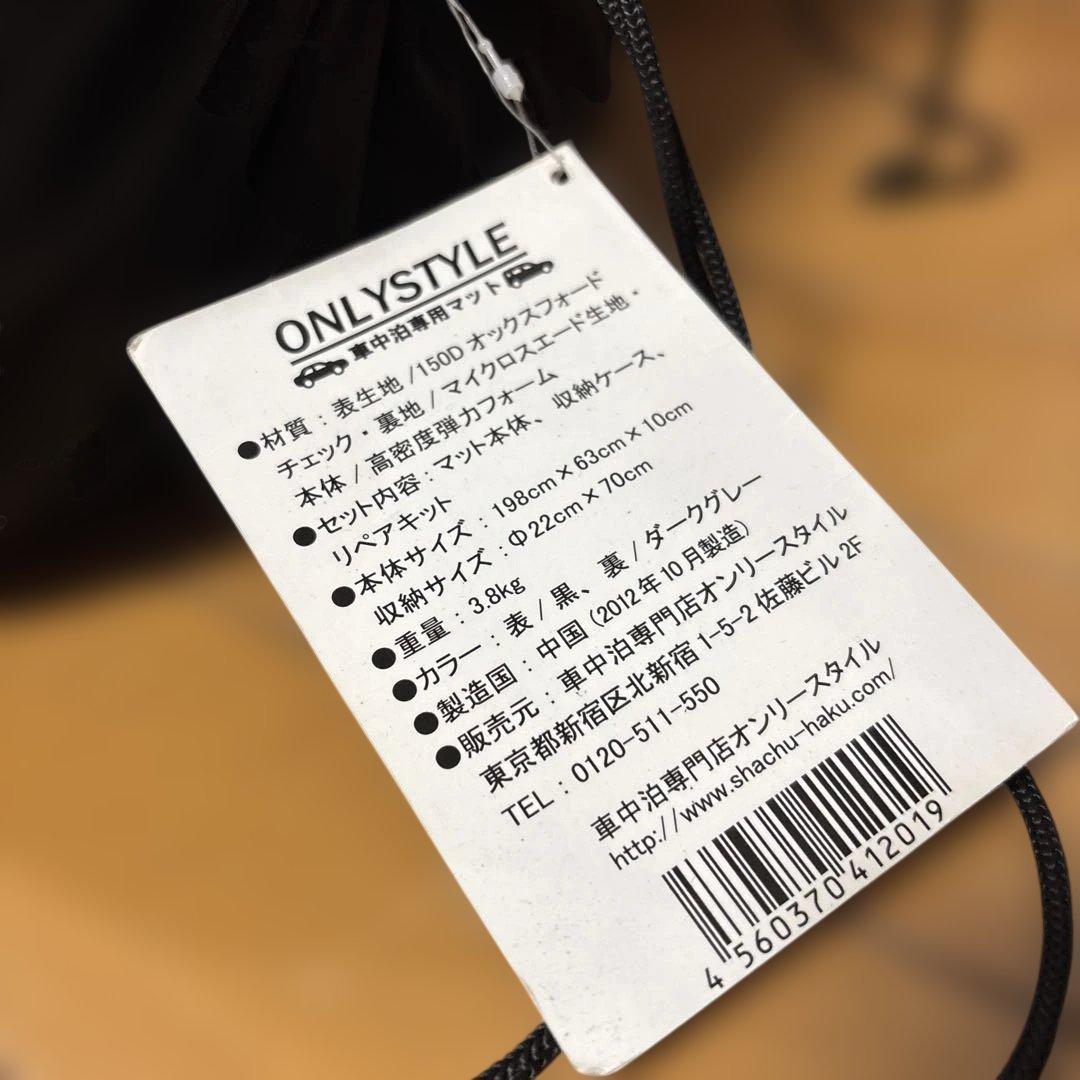 ONLYSTYLE
車中泊専用マット
●材質：表生地/150Dオックスフォード
チェック・裏地/マイクロスエード生地・
本体/高密度弾力フォーム
●セット内容：マット本体、収納ケース、
リペアキット
●本体サイズ：198cm×63cm×10cm
収納サイズ：Φ22cm×70cm
●重量：3.8kg
●カラー：表/黒、裏/ダークグレー
●製造国：中国(2012年10月製造)
●販売元：車中泊専門店オンリースタイル
東京都新宿区北新宿1-5-2佐藤ビル2F
TEL：0120-511-550
車中泊専門店オンリースタイル
http://www.shachu-haku.com/
4 560370 412019